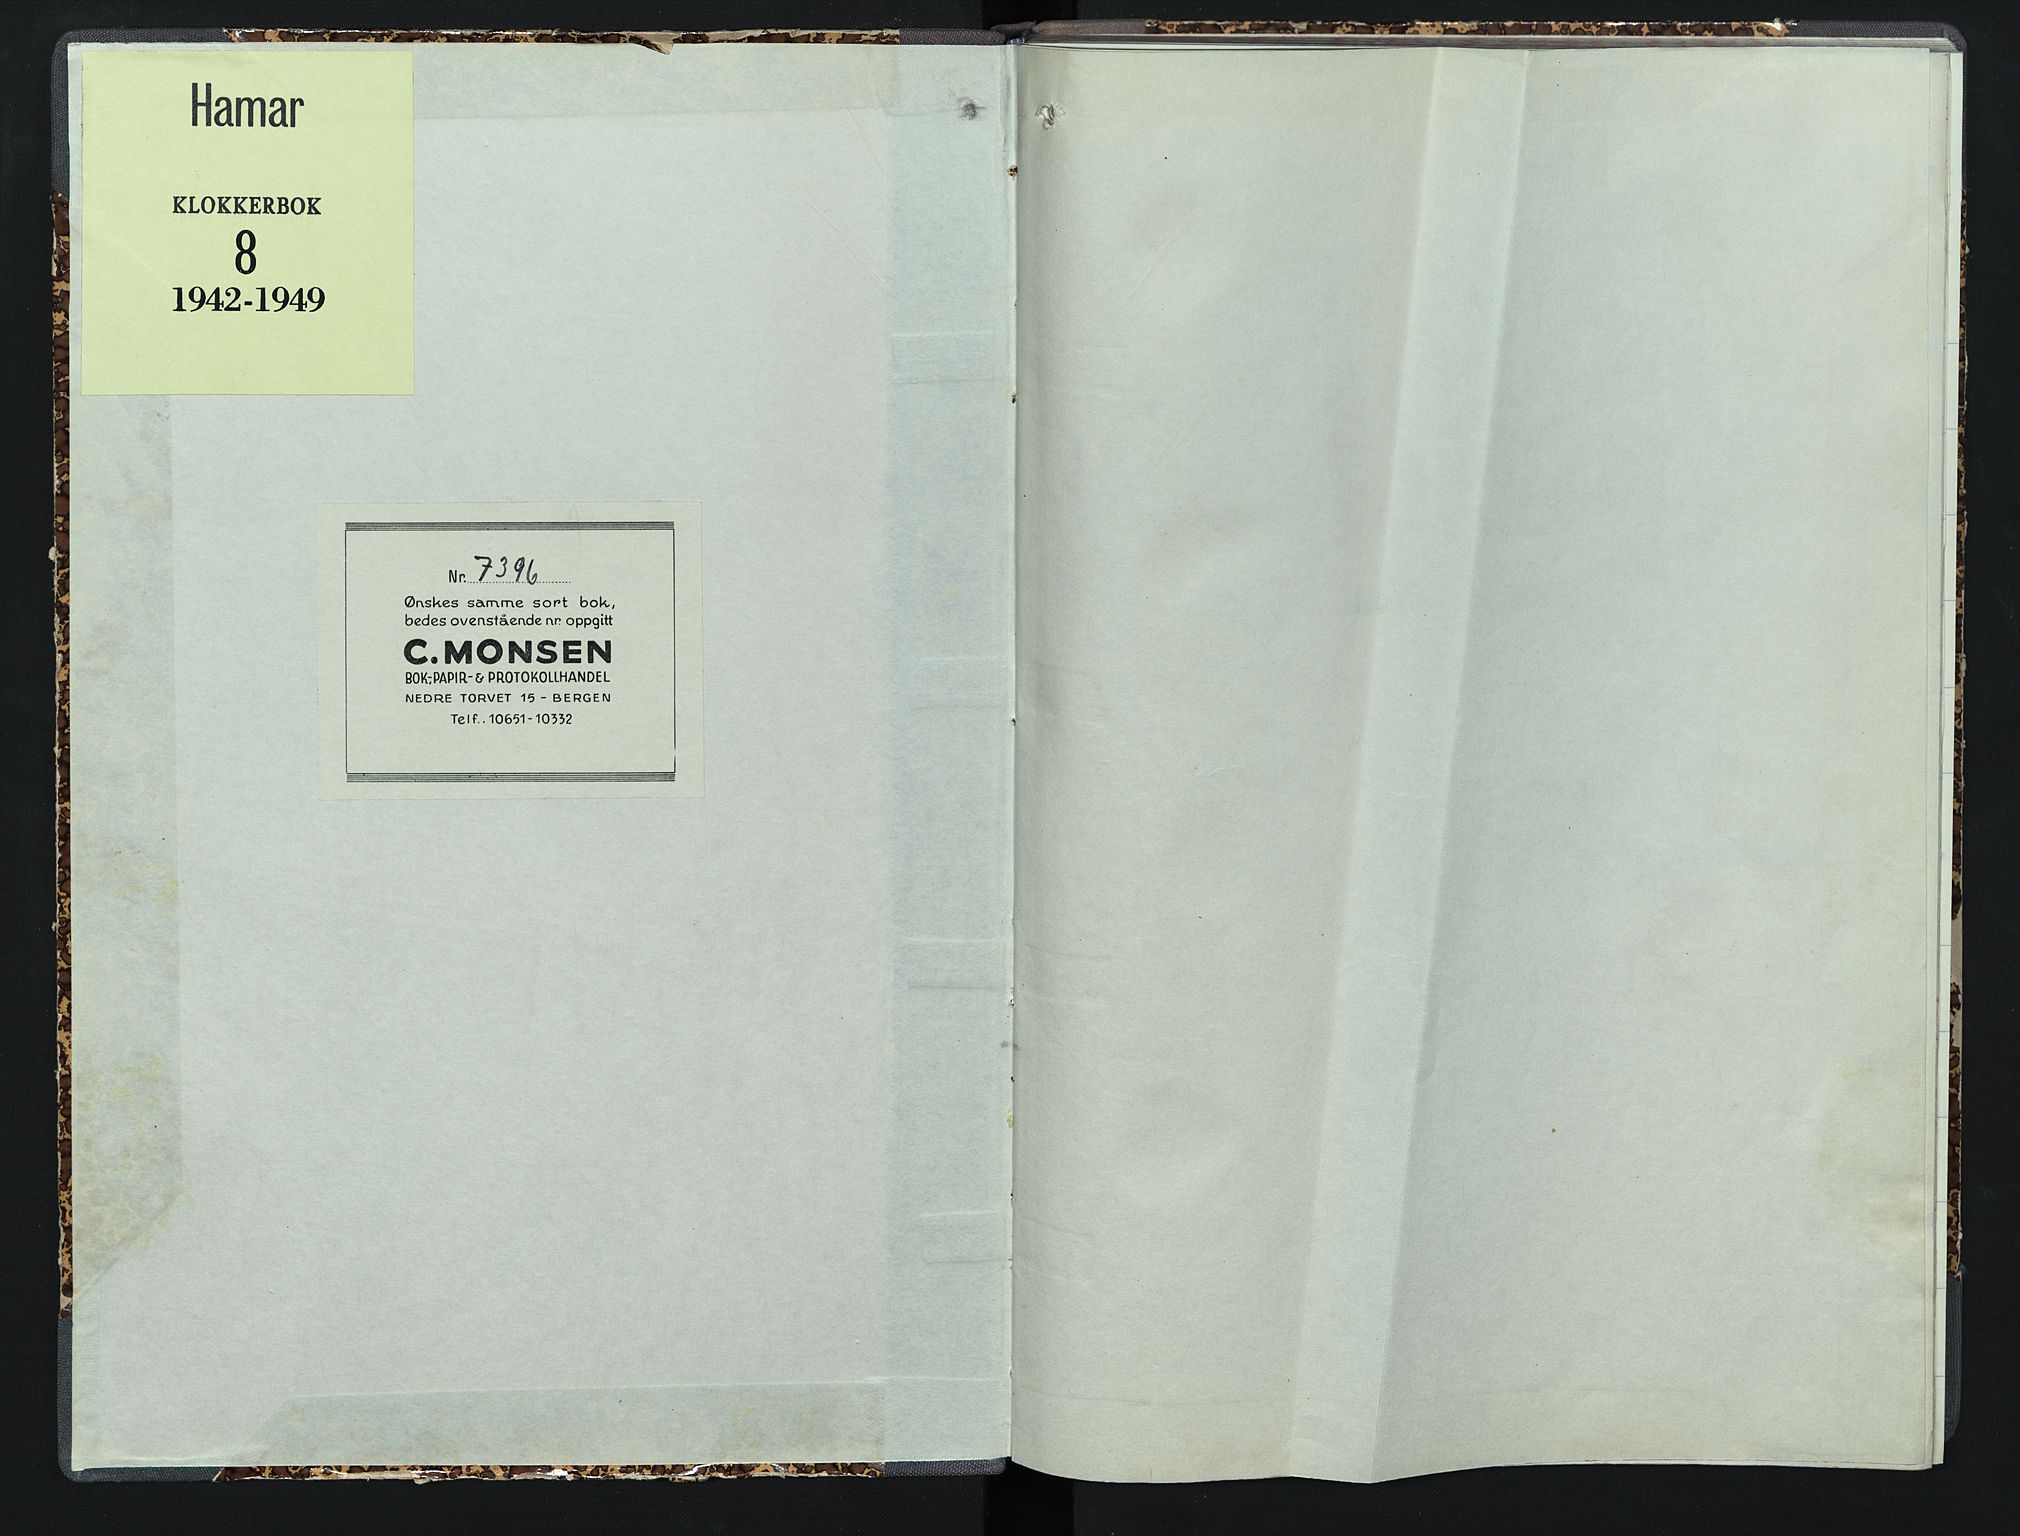 Hamar
KLOKKERBOK
8
1942-1949
Nr. 7396
Ønskes samme sort bok,
bedes ovenstående nr. oppgitt
C. MONSEN
BOK-, PAPIR- & PROTOKOLLHANDEL
NEDRE TORVET 15 - BERGEN
Telf.. 10651-10332